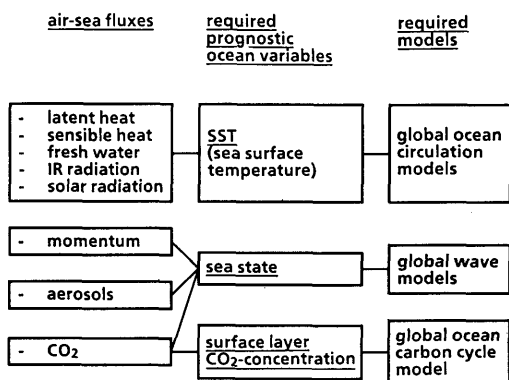 air-sea fluxes
required
prognostic
ocean variables
required
models
- latent heat
- sensible heat
- fresh water
- IR radiation
- solar radiation
SST
(sea surface
temperature)
global ocean
circulation
models
- momentum
- aerosols
- CO₂
sea state
global wave
models
surface layer
CO₂-concentration
global ocean
carbon cycle
model